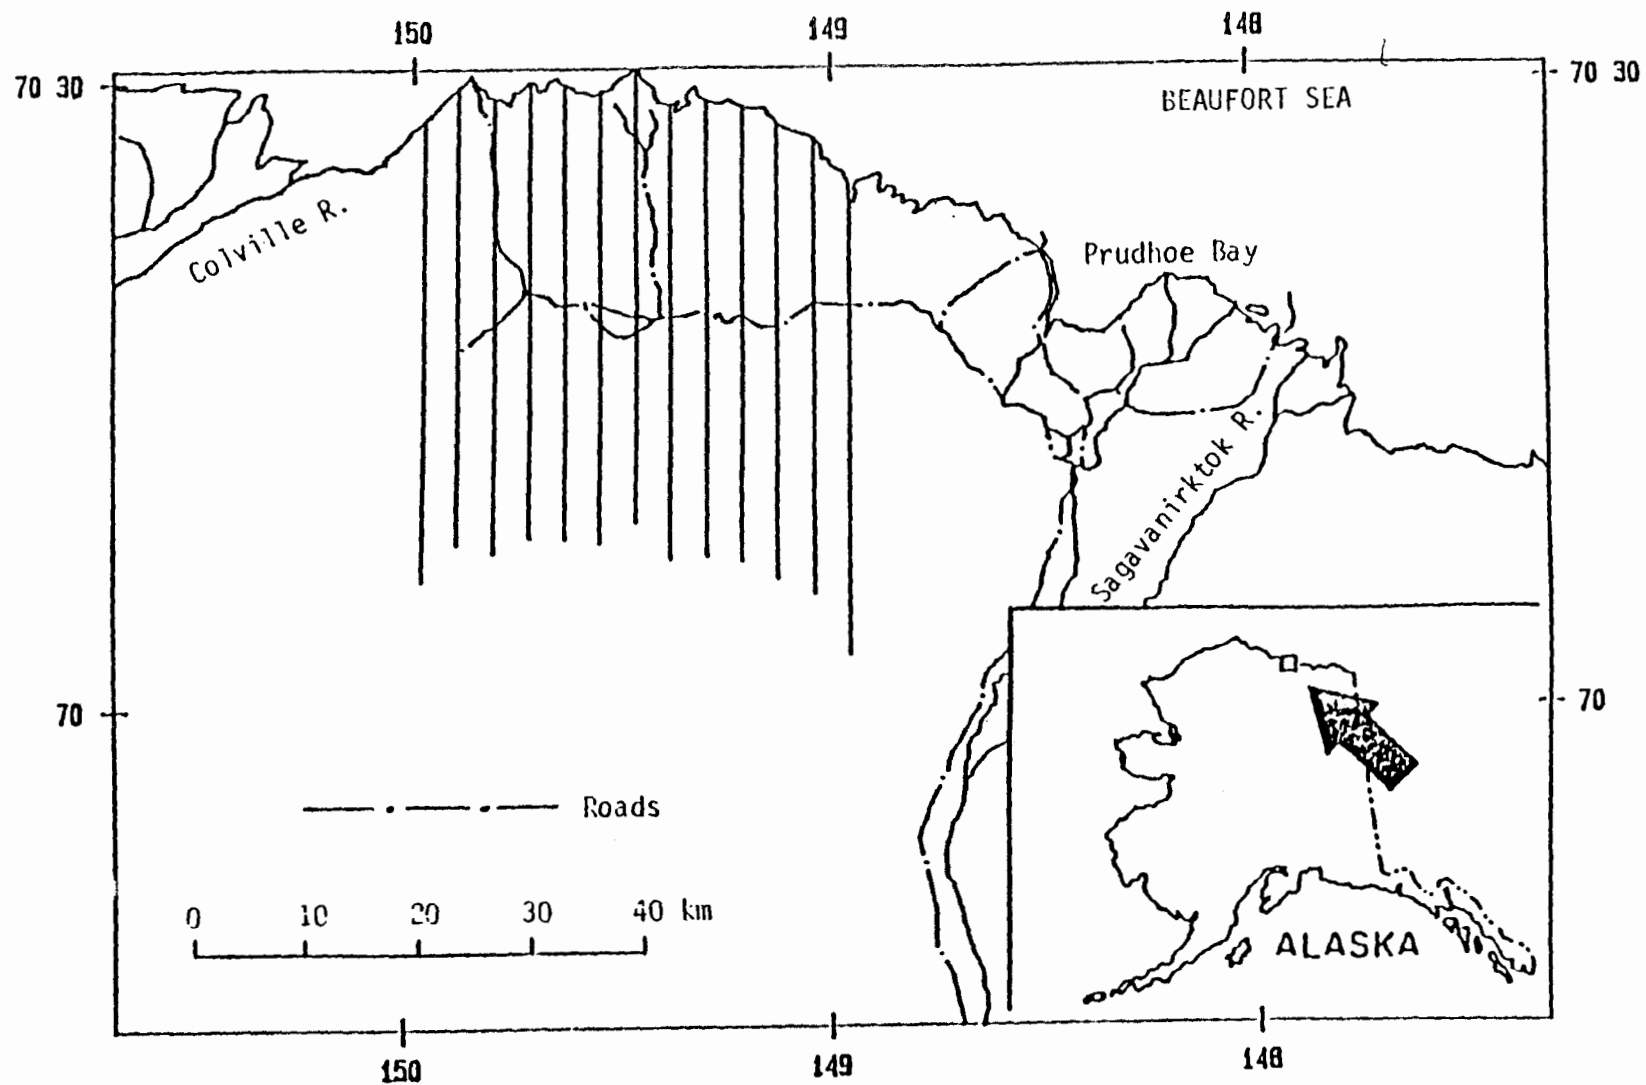 150 149 148
70 30 70 30
BEAUFORT SEA
Colville R.
Prudhoe Bay
Sagavanirktok R.
70 70
Roads
0 10 20 30 40 km
ALASKA
150 149 148